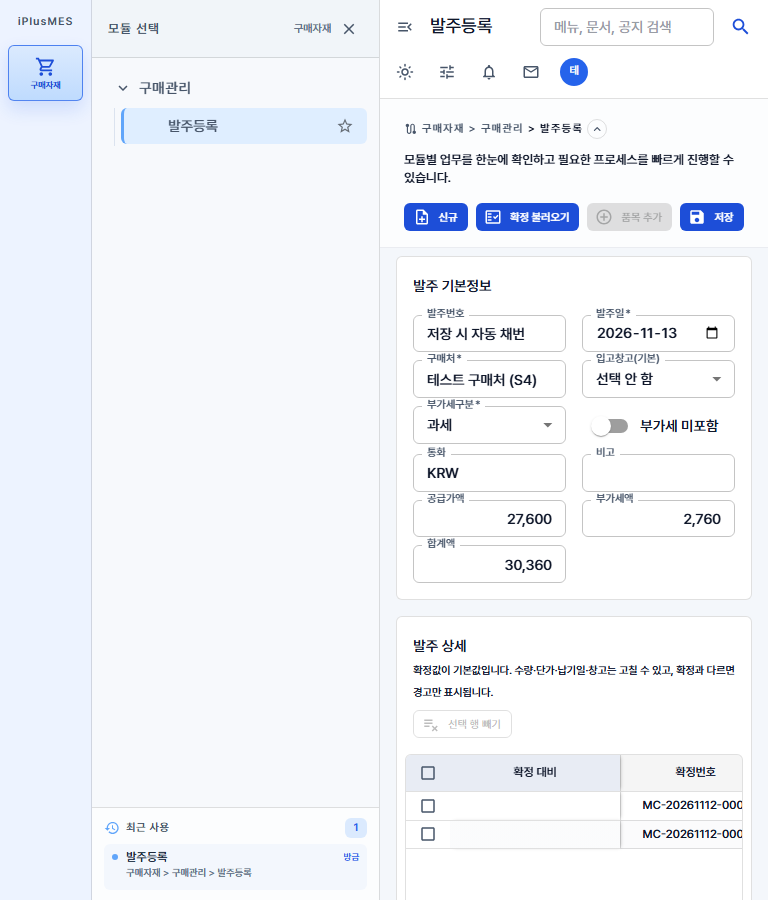 iPlusMES
구매자재
모듈 선택
구매자재
구매관리
발주등록
최근 사용
1
발주등록
방금
구매자재 > 구매관리 > 발주등록
발주등록
메뉴, 문서, 공지 검색
테
구매자재 > 구매관리 > 발주등록
모듈별 업무를 한눈에 확인하고 필요한 프로세스를 빠르게 진행할 수
있습니다.
신규
확정 불러오기
품목 추가
저장
발주 기본정보
발주번호
저장 시 자동 채번
발주일 *
2026-11-13
구매처 *
테스트 구매처 (S4)
입고창고(기본)
선택 안 함
부가세구분 *
과세
부가세 미포함
통화
KRW
비고
공급가액
27,600
부가세액
2,760
합계액
30,360
발주 상세
확정값이 기본값입니다. 수량·단가·납기일·창고는 고칠 수 있고, 확정과 다르면
경고만 표시됩니다.
선택 행 빼기
확정 대비
확정번호
MC-20261112-000
MC-20261112-000